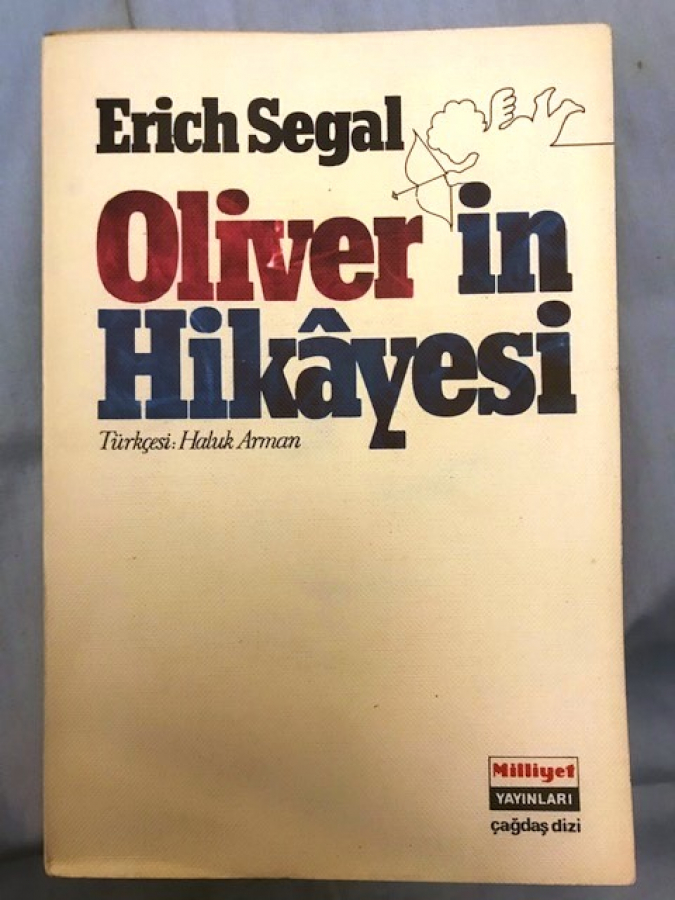 Erich Segal
Oliver in
Hikâyesi
Türkçesi: Haluk Arman
Milliyet
YAYINLARI
çağdaş dizi